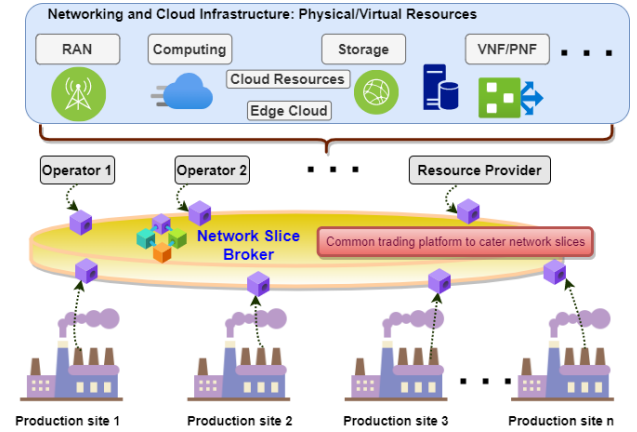 Networking and Cloud Infrastructure: Physical/Virtual Resources
RAN
Computing
Storage
VNF/PNF
Cloud Resources
Edge Cloud
Operator 1
Operator 2
Resource Provider
Network Slice
Broker
Common trading platform to cater network slices
Production site 1
Production site 2
Production site 3
Production site n